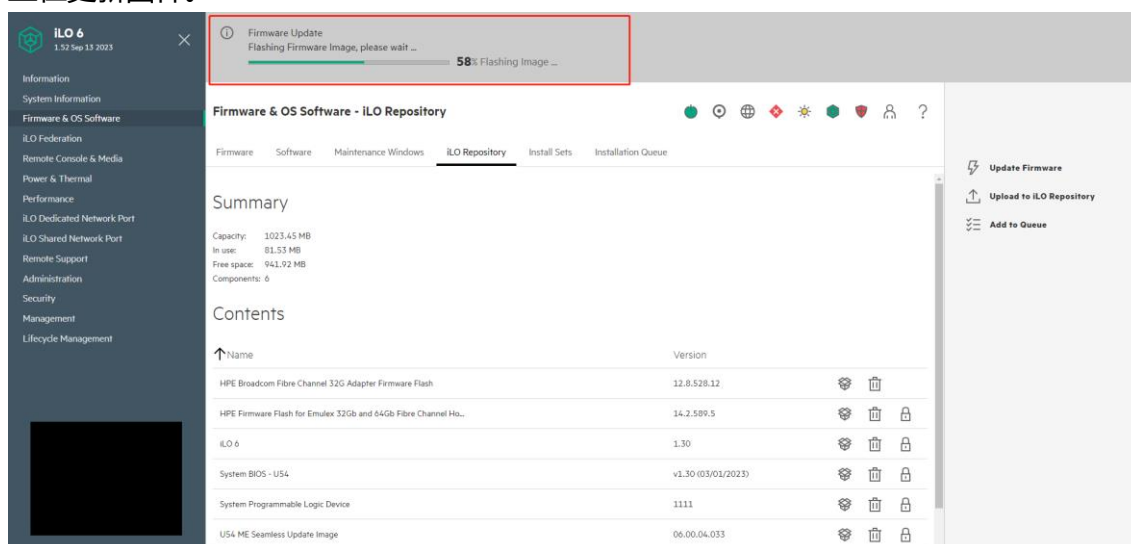 正在更新固件。
iLO 6
1.52 Sep 13 2023
Information
System Information
Firmware & OS Software
iLO Federation
Remote Console & Media
Power & Thermal
Performance
iLO Dedicated Network Port
iLO Shared Network Port
Remote Support
Administration
Security
Management
Lifecycle Management
Firmware Update
Flashing Firmware Image, please wait ...
58% Flashing Image ...
Firmware & OS Software - iLO Repository
?
Firmware Software Maintenance Windows iLO Repository Install Sets Installation Queue
Summary
Capacity: 1023.45 MB
In use: 81.53 MB
Free space: 941.92 MB
Components: 6
Contents
Name Version
HPE Broadcom Fibre Channel 32G Adapter Firmware Flash 12.8.528.12
HPE Firmware Flash for Emulex 32Gb and 64Gb Fibre Channel Ho... 14.2.589.5
iLO 6 1.30
System BIOS - U54 v1.30 (03/01/2023)
System Programmable Logic Device 1111
U54 ME Seamless Update Image 06.00.04.033
Update Firmware
Upload to iLO Repository
Add to Queue